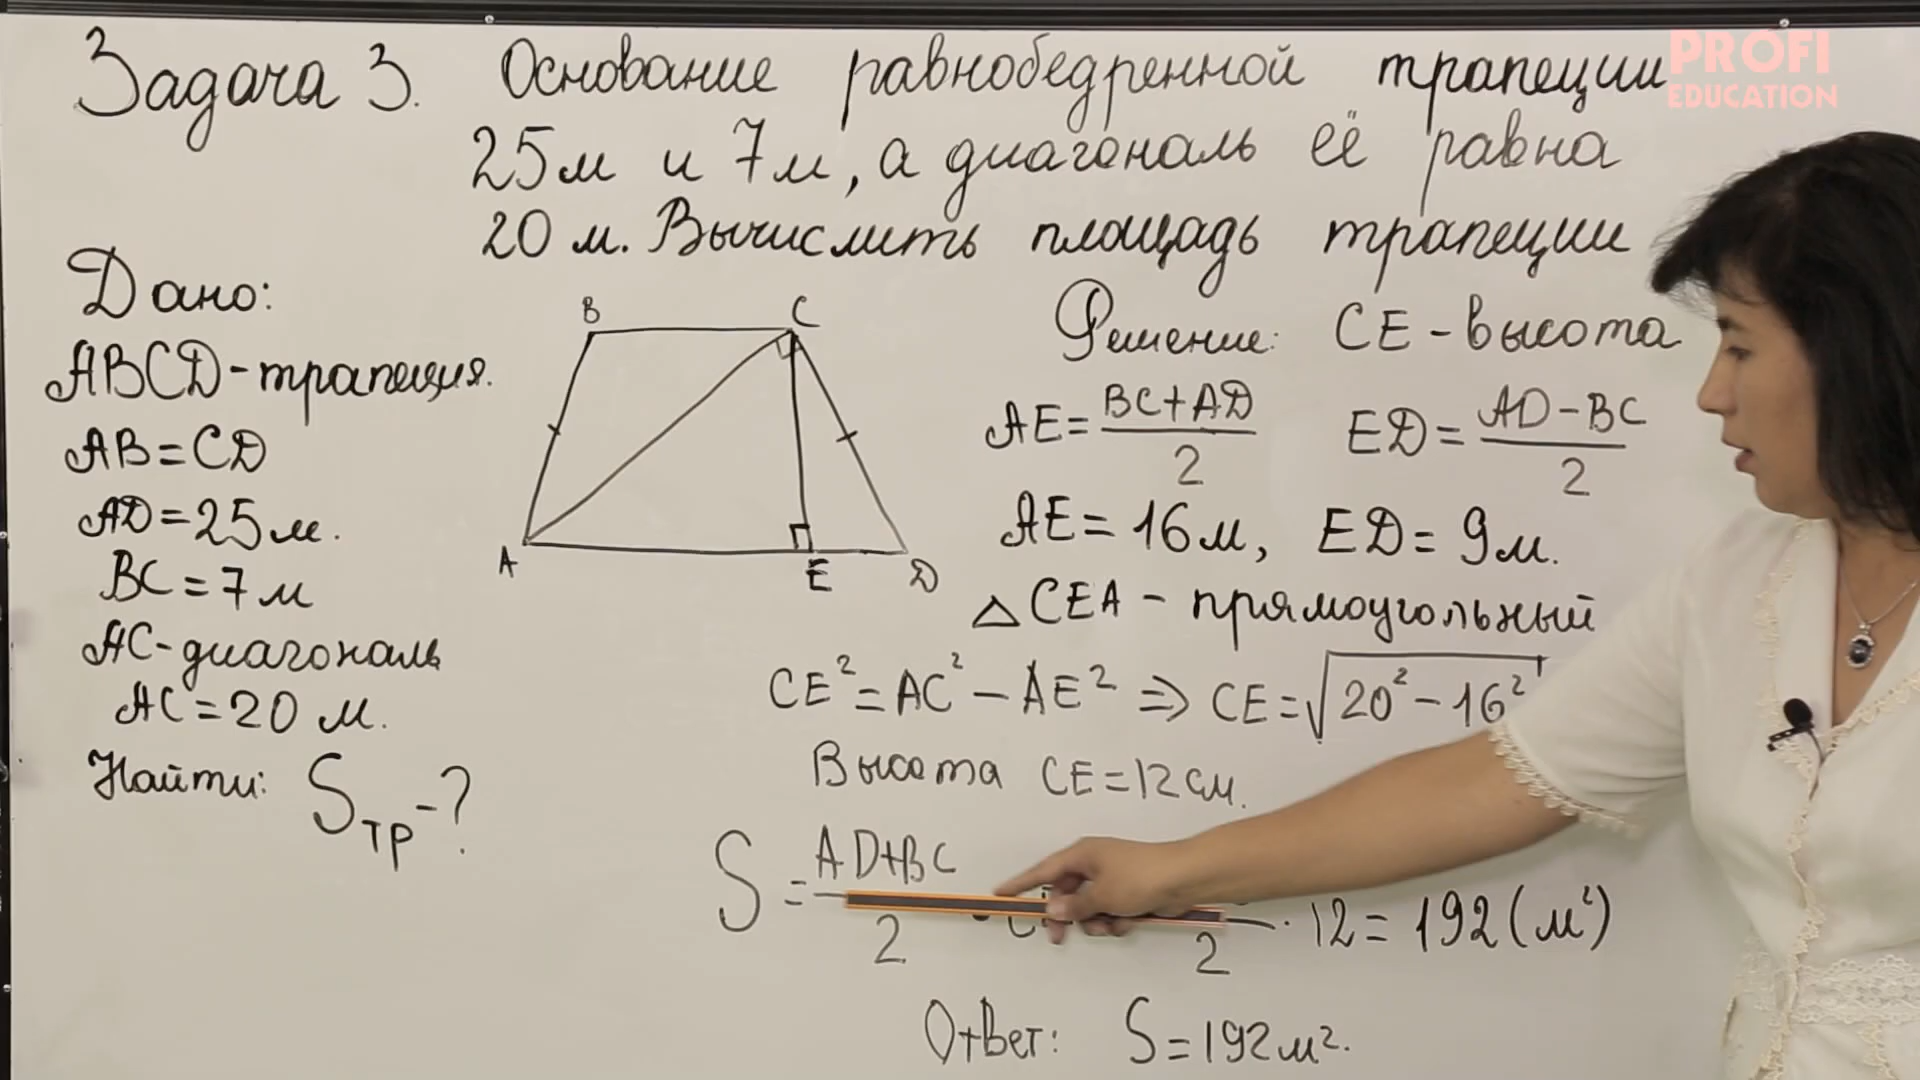 PROFI
EDUCATION
Задача 3. Основание равнобедренной трапеции
25м и 7м, а диагональ её равна
20 м. Вычислить площадь трапеции
Дано:
ABCD-трапеция.
AB=CD
AD=25м.
BC=7м
AC-диагональ
AC=20 м.
Найти: Sтр-?
B C
A E D
Решение: CE-высота
AE=(BC+AD)/2 ED=(AD-BC)/2
AE=16м, ED=9м.
△CEA-прямоугольный
CE²=AC²-AE² ⇒ CE=√20²-16²
Высота CE=12см.
S=(AD+BC)/2 · 2 · 12=192(м²)
Ответ: S=192м².